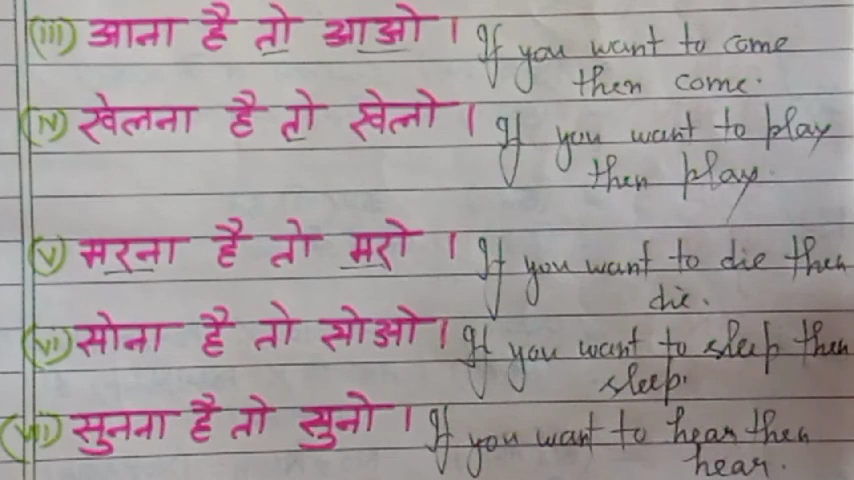 (iii) आना है तो आओ । If you want to come
then come.
(iv) खेलना है तो खेलो । If you want to play
then play.
(v) मरना है तो मरो । If you want to die then
die.
(vi) सोना है तो सोओ । If you want to sleep then
sleep.
(vii) सुनना है तो सुनो । If you want to hear then
hear.